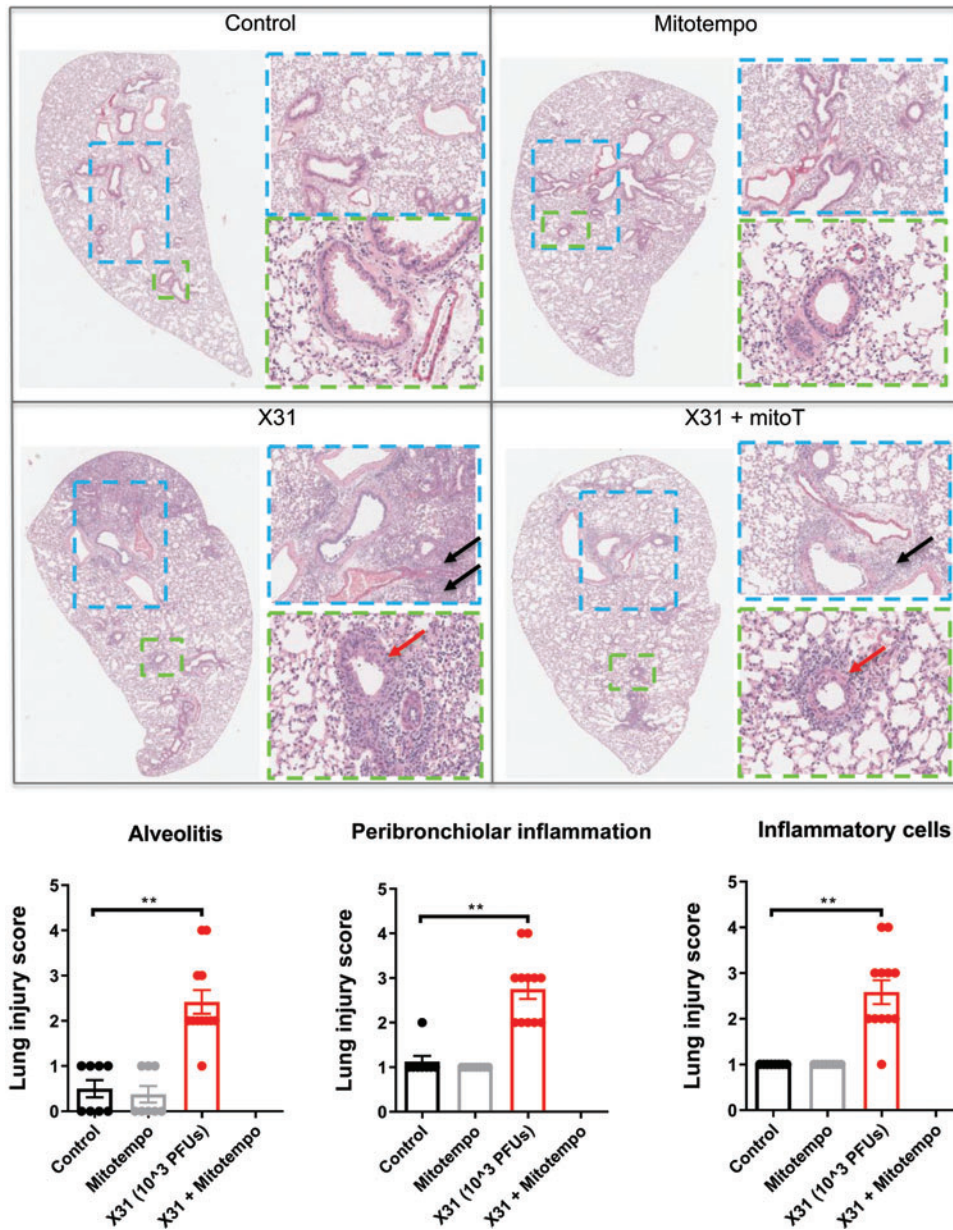 Control
Mitotempo
X31
X31 + mitoT
Alveolitis
Lung injury score
5
4
3
2
1
0
**
Control
Mitotempo
X31 (10^3 PFUs)
X31 + Mitotempo
Peribronchiolar inflammation
Lung injury score
5
4
3
2
1
0
**
Control
Mitotempo
X31 (10^3 PFUs)
X31 + Mitotempo
Inflammatory cells
Lung injury score
5
4
3
2
1
0
**
Control
Mitotempo
X31 (10^3 PFUs)
X31 + Mitotempo